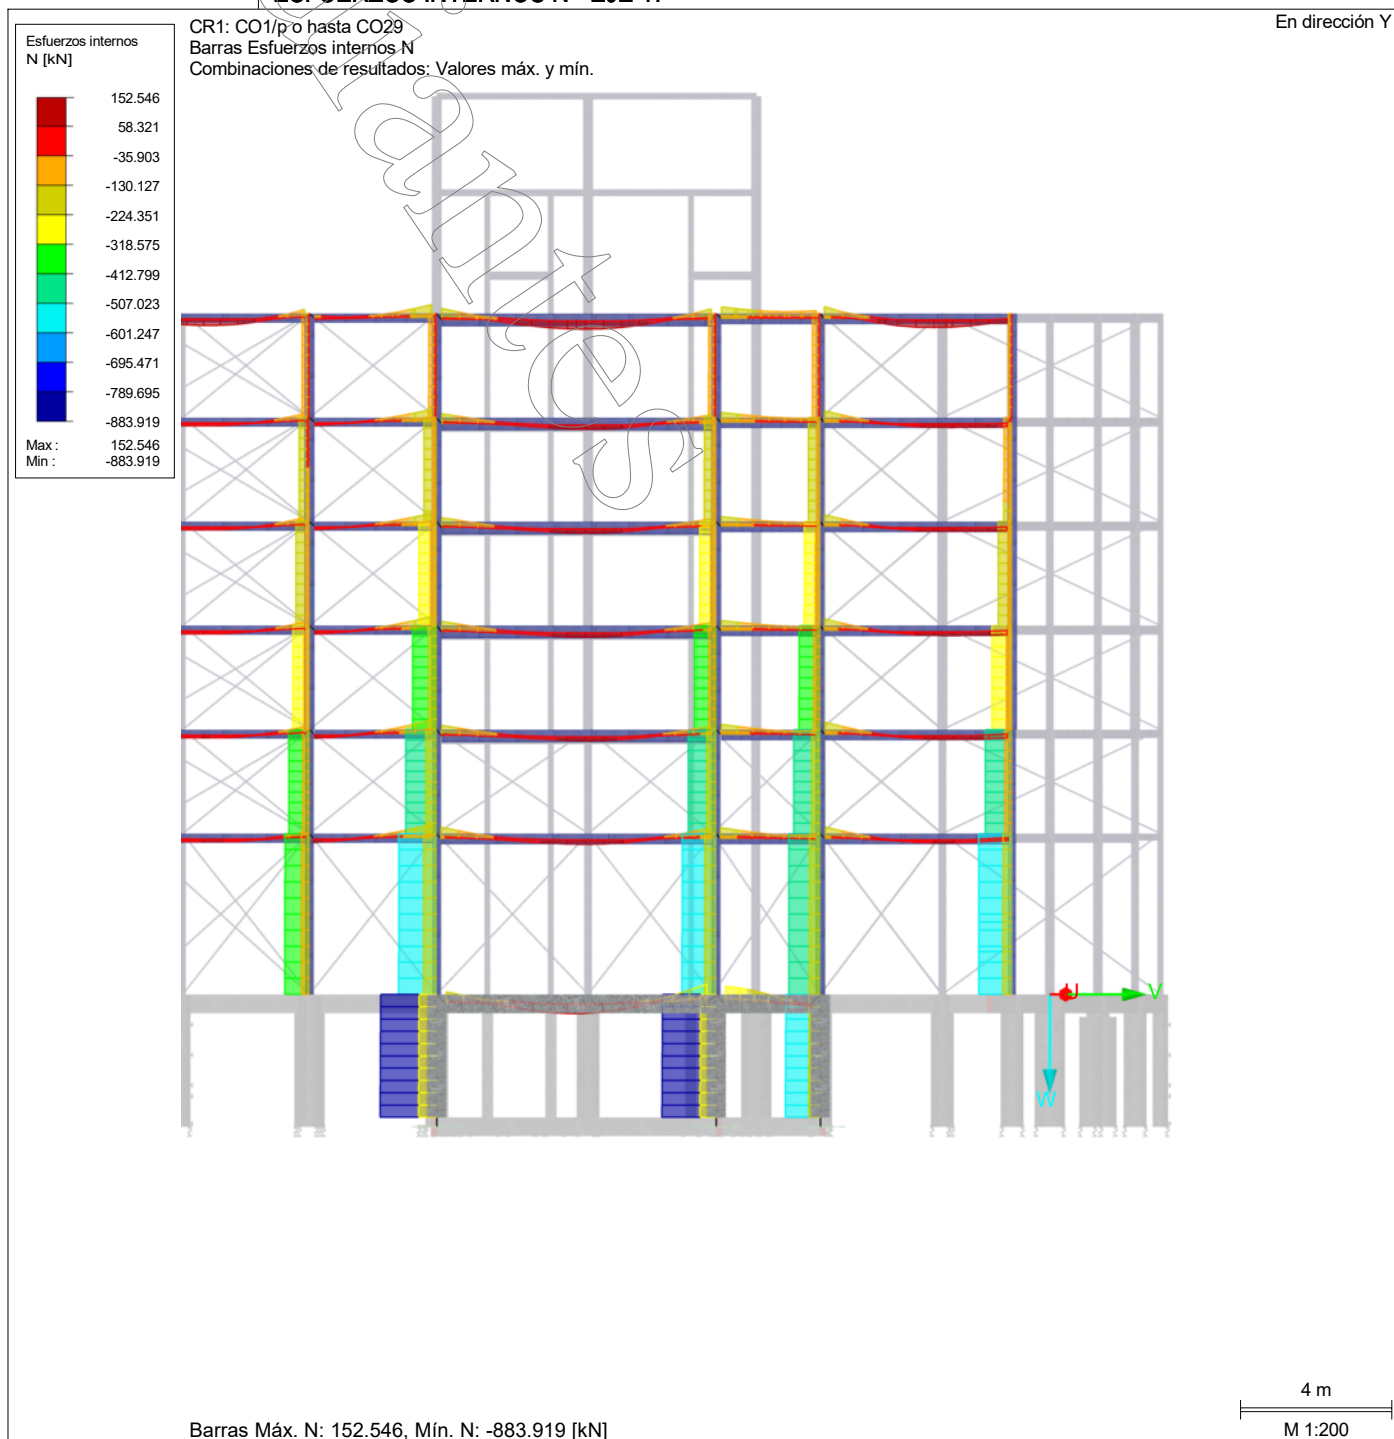 CR1: CO1/p o hasta CO29
En dirección Y
Barras Esfuerzos internos N
Combinaciones de resultados: Valores máx. y mín.
Esfuerzos internos
N [kN]
152.546
58.321
-35.903
-130.127
-224.351
-318.575
-412.799
-507.023
-601.247
-695.471
-789.695
-883.919
Max : 152.546
Min : -883.919
U
V
W
4 m
M 1:200
Barras Máx. N: 152.546, Mín. N: -883.919 [kN]